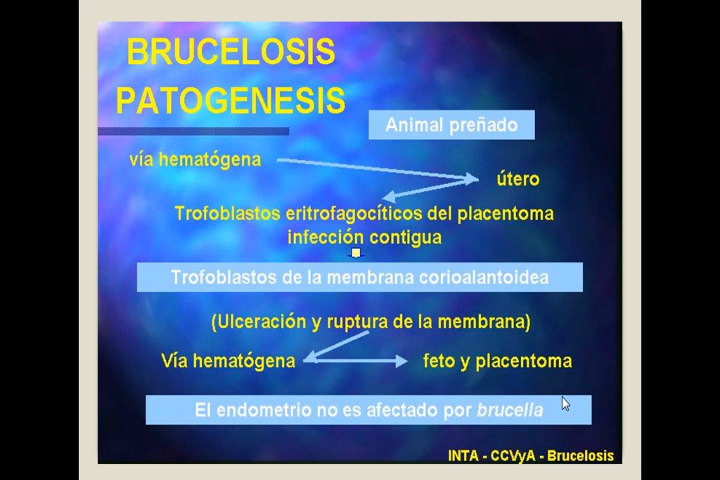 BRUCELOSIS
PATOGENESIS
Animal preñado
vía hematógena
útero
Trofoblastos eritrofagocíticos del placentoma
infección contigua
Trofoblastos de la membrana corioalantoidea
(Ulceración y ruptura de la membrana)
Vía hematógena feto y placentoma
El endometrio no es afectado por brucella
INTA - CCVyA - Brucelosis